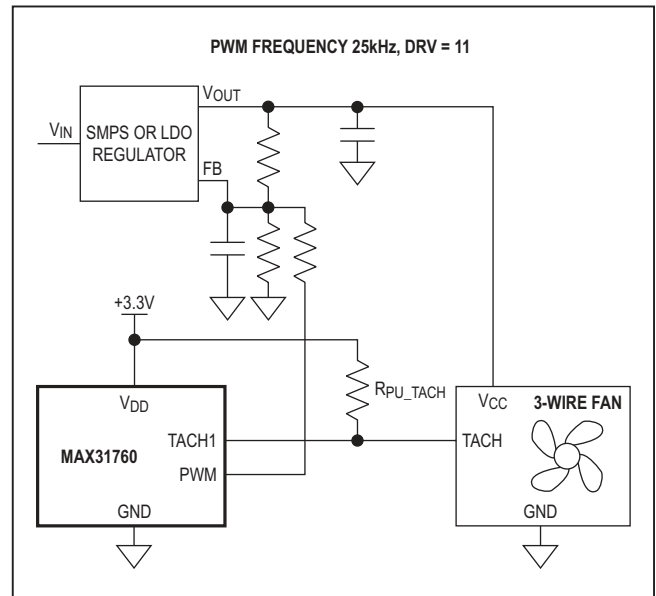 PWM FREQUENCY 25kHz, DRV = 11
VOUT
VIN
SMPS OR LDO
REGULATOR
FB
+3.3V
RPU_TACH
VDD
VCC
3-WIRE FAN
TACH1
TACH
MAX31760
PWM
GND
GND